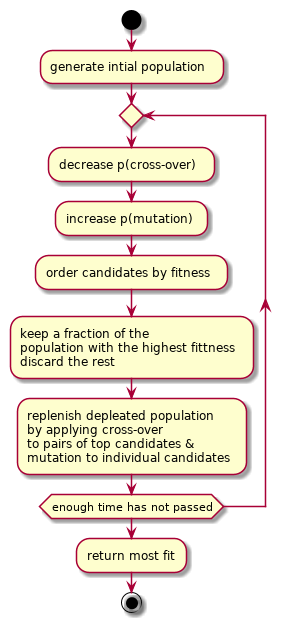 generate intial population
decrease p(cross-over)
increase p(mutation)
order candidates by fitness
keep a fraction of the
population with the highest fittness
discard the rest
replenish depleated population
by applying cross-over
to pairs of top candidates &
mutation to individual candidates
enough time has not passed
return most fit